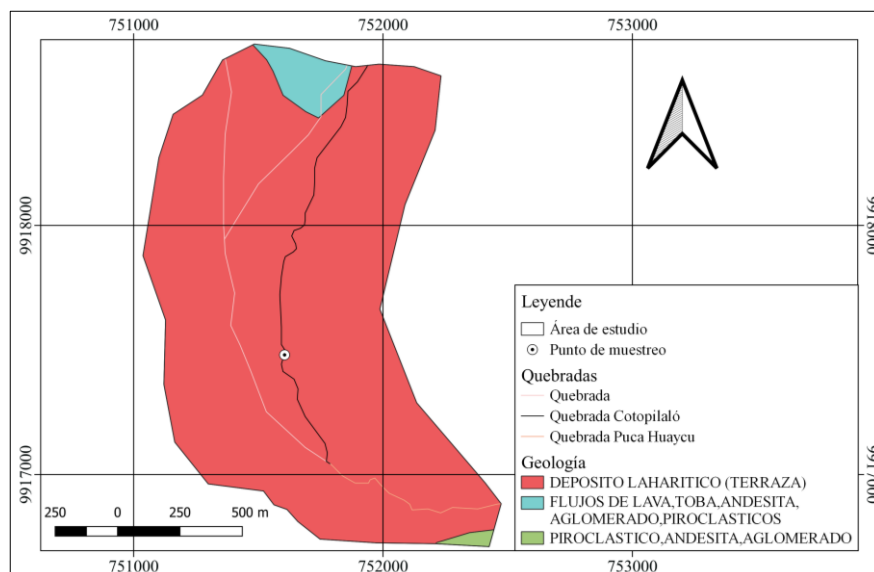 751000 752000 753000
9918000 9918000
9917000 9917000
Leyende
Área de estudio
Punto de muestreo
Quebradas
Quebrada
Quebrada Cotopilaló
Quebrada Puca Huaycu
Geología
DEPOSITO LAHARITICO (TERRAZA)
FLUJOS DE LAVA,TOBA,ANDESITA,
AGLOMERADO,PIROCLASTICOS
PIROCLASTICO,ANDESITA,AGLOMERADO
250 0 250 500 m
751000 752000 753000